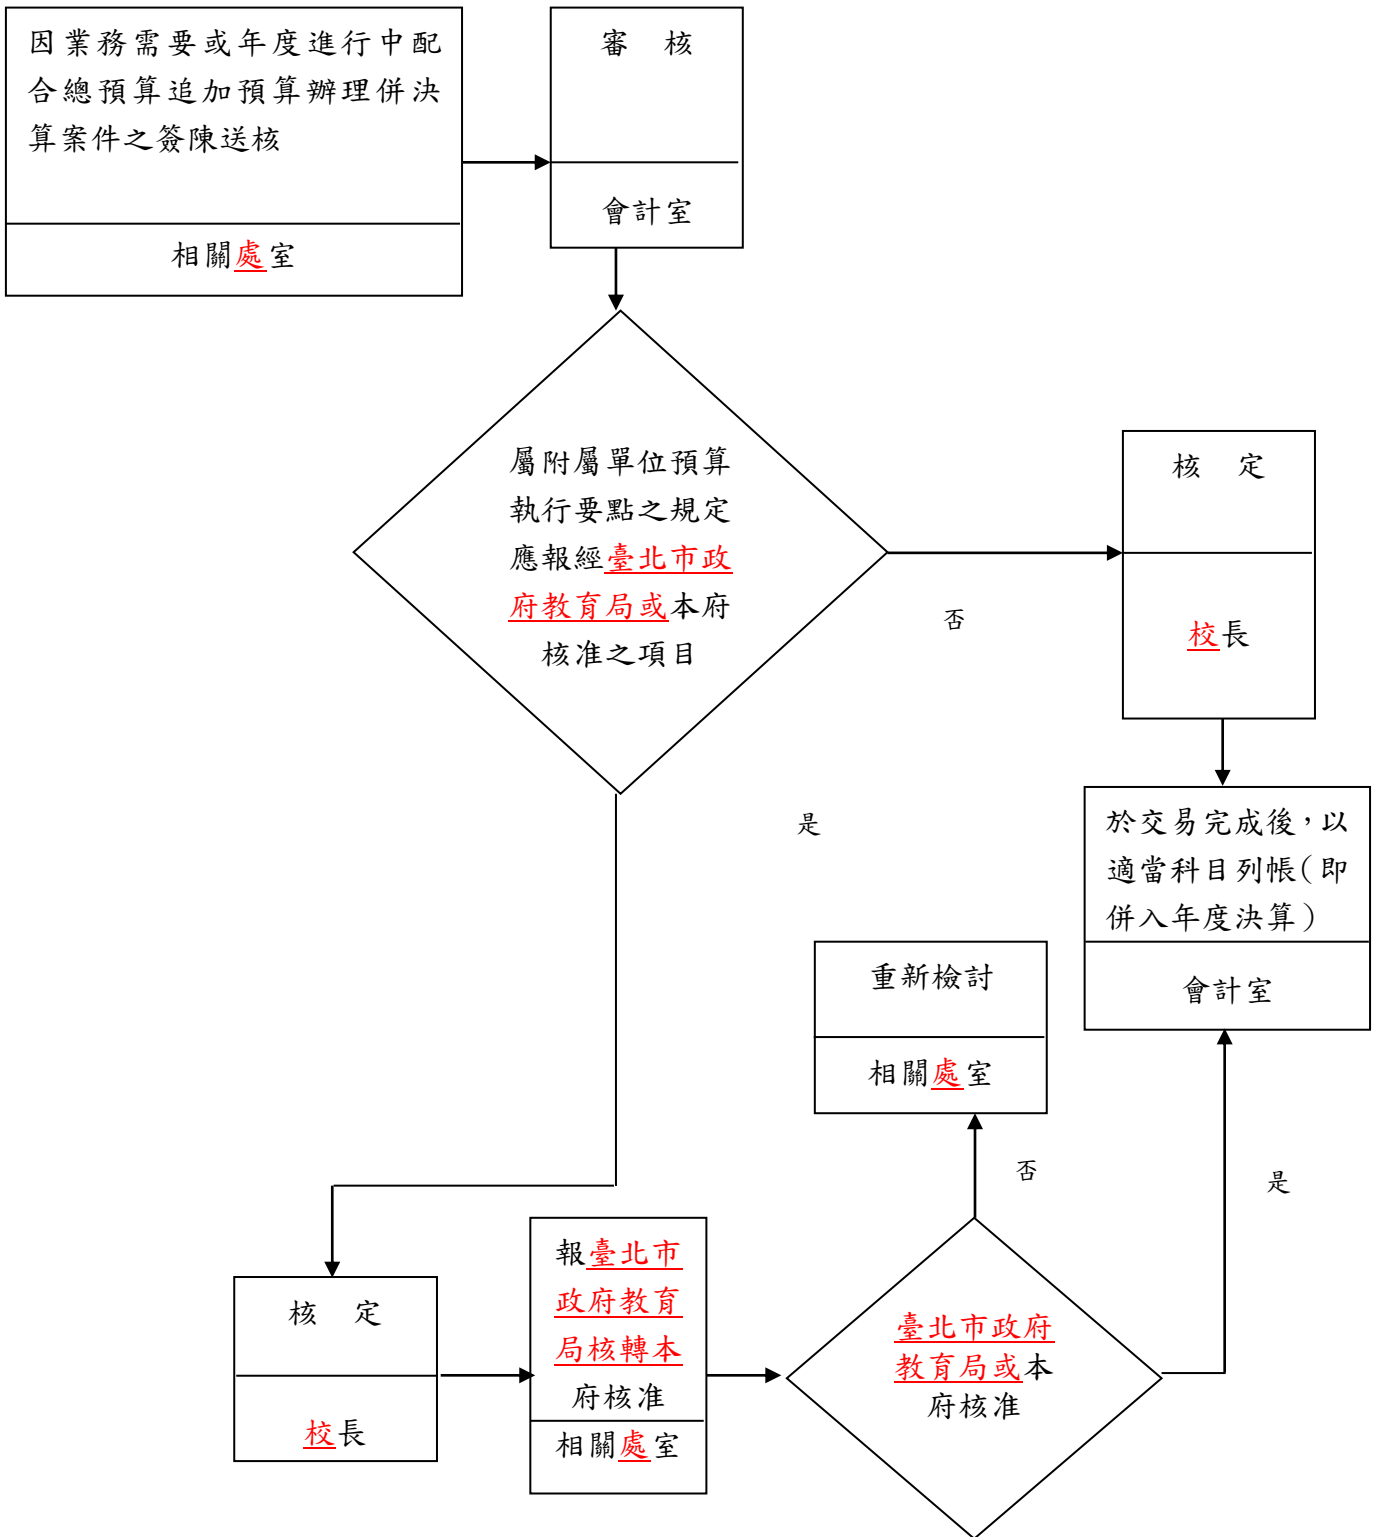 因業務需要或年度進行中配
合總預算追加預算辦理併決
算案件之簽陳送核
相關處室
審　核
會計室
屬附屬單位預算
執行要點之規定
應報經臺北市政
府教育局或本府
核准之項目
否
核　定
校長
是
於交易完成後，以
適當科目列帳(即
併入年度決算)
會計室
重新檢討
相關處室
否
是
核　定
校長
報臺北市
政府教育
局核轉本
府核准
相關處室
臺北市政府
教育局或本
府核准